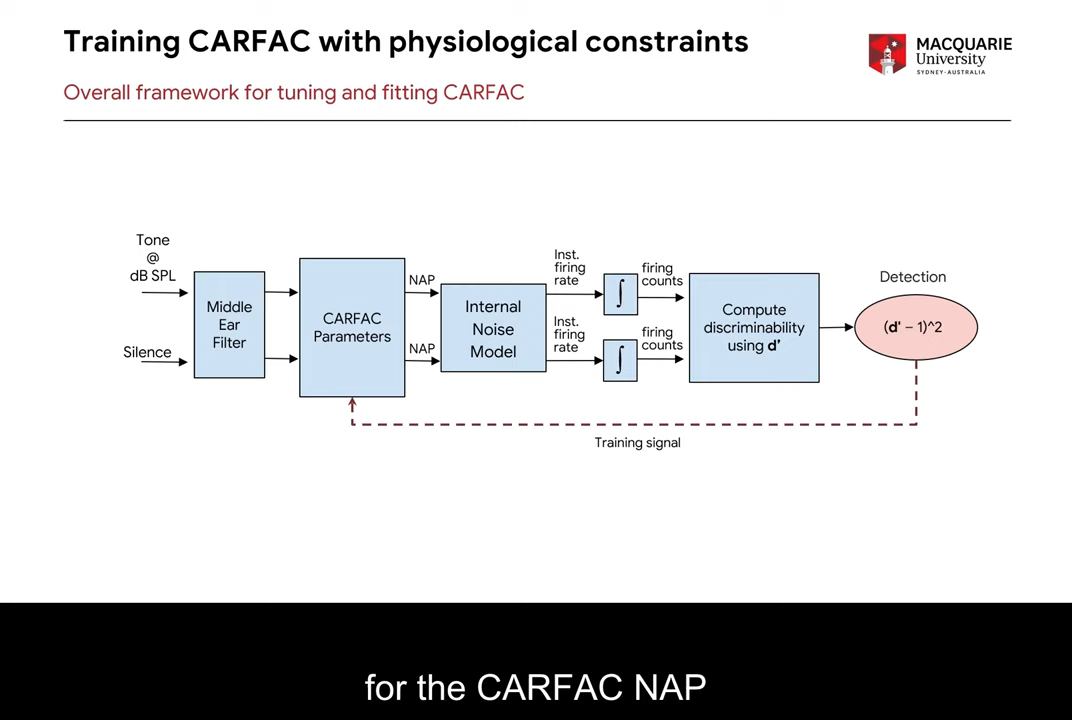 Training CARFAC with physiological constraints
MACQUARIE
University
SYDNEY·AUSTRALIA
Overall framework for tuning and fitting CARFAC
Tone
@
dB SPL
Silence
Middle
Ear
Filter
CARFAC
Parameters
NAP
NAP
Internal
Noise
Model
Inst.
firing
rate
Inst.
firing
rate
∫
∫
firing
counts
firing
counts
Compute
discriminability
using d'
Detection
(d' – 1)^2
Training signal
for the CARFAC NAP